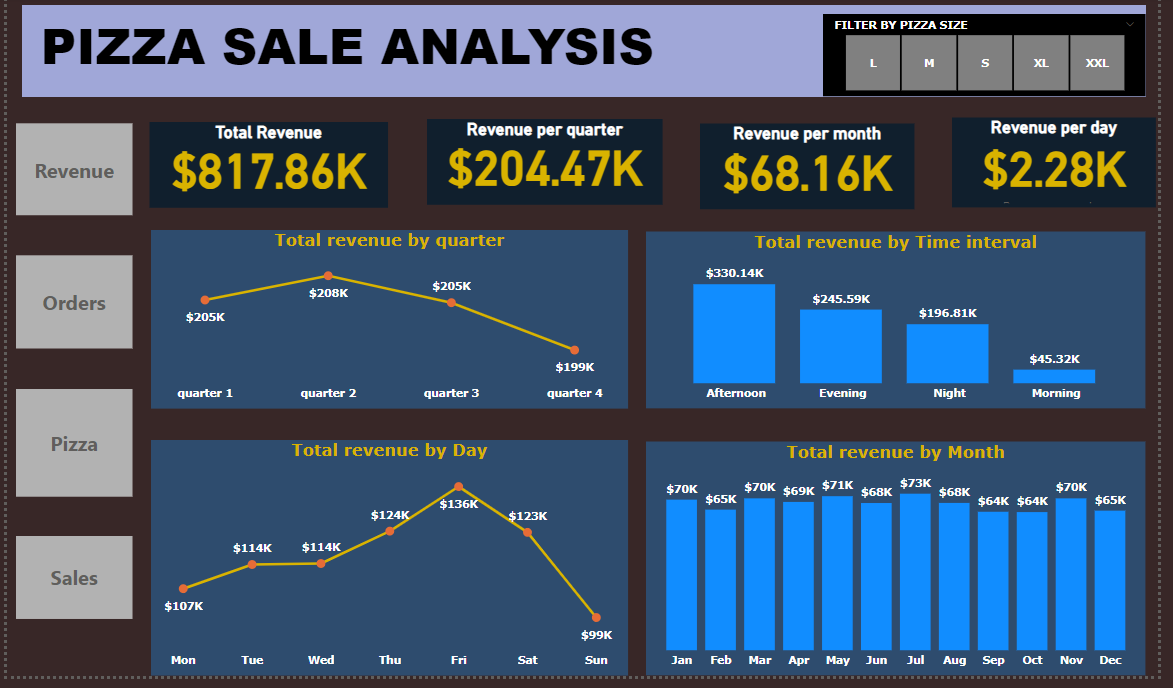 PIZZA SALE ANALYSIS
FILTER BY PIZZA SIZE
L M S XL XXL
Revenue
Orders
Pizza
Sales
Total Revenue
$817.86K
Revenue per quarter
$204.47K
Revenue per month
$68.16K
Revenue per day
$2.28K
Total revenue by quarter
$205K $208K $205K $199K
quarter 1 quarter 2 quarter 3 quarter 4
Total revenue by Time interval
$330.14K $245.59K $196.81K $45.32K
Afternoon Evening Night Morning
Total revenue by Day
$107K $114K $114K $124K $136K $123K $99K
Mon Tue Wed Thu Fri Sat Sun
Total revenue by Month
$70K $65K $70K $69K $71K $68K $73K $68K $64K $64K $70K $65K
Jan Feb Mar Apr May Jun Jul Aug Sep Oct Nov Dec